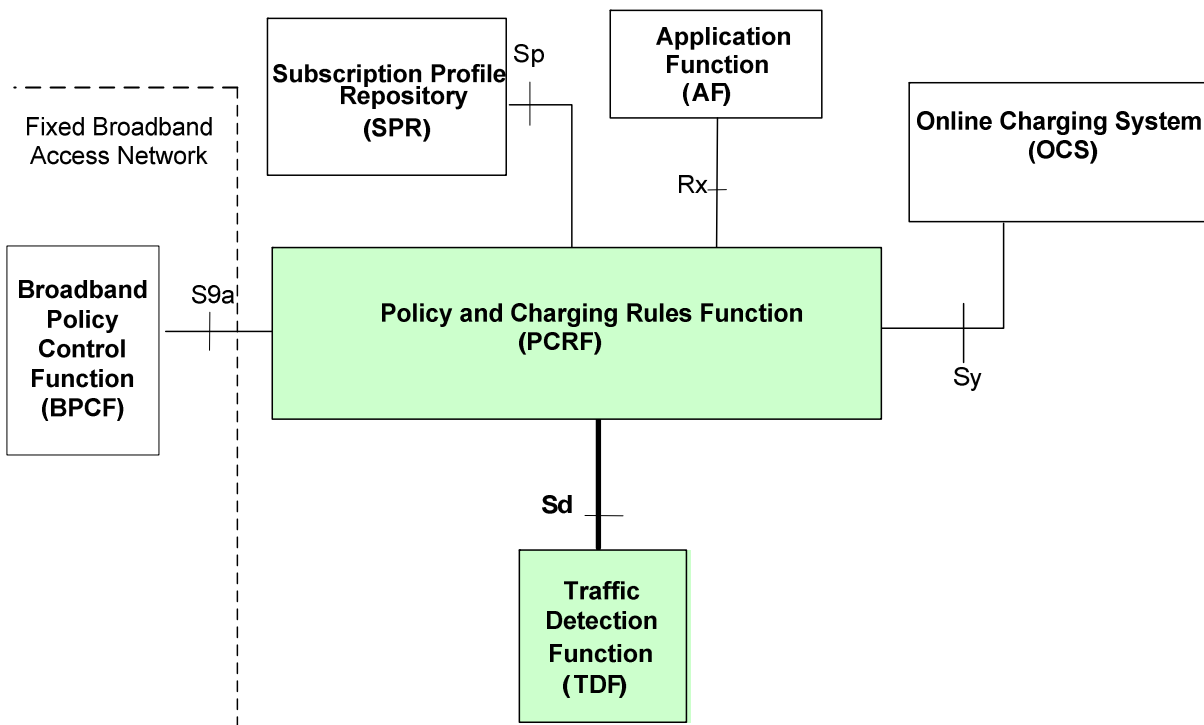 Sp
Subscription Profile
Repository
(SPR)
Application
Function
(AF)
Online Charging System
(OCS)
Fixed Broadband
Access Network
Rx
Broadband
Policy
Control
Function
(BPCF)
S9a
Policy and Charging Rules Function
(PCRF)
Sy
Sd
Traffic
Detection
Function
(TDF)